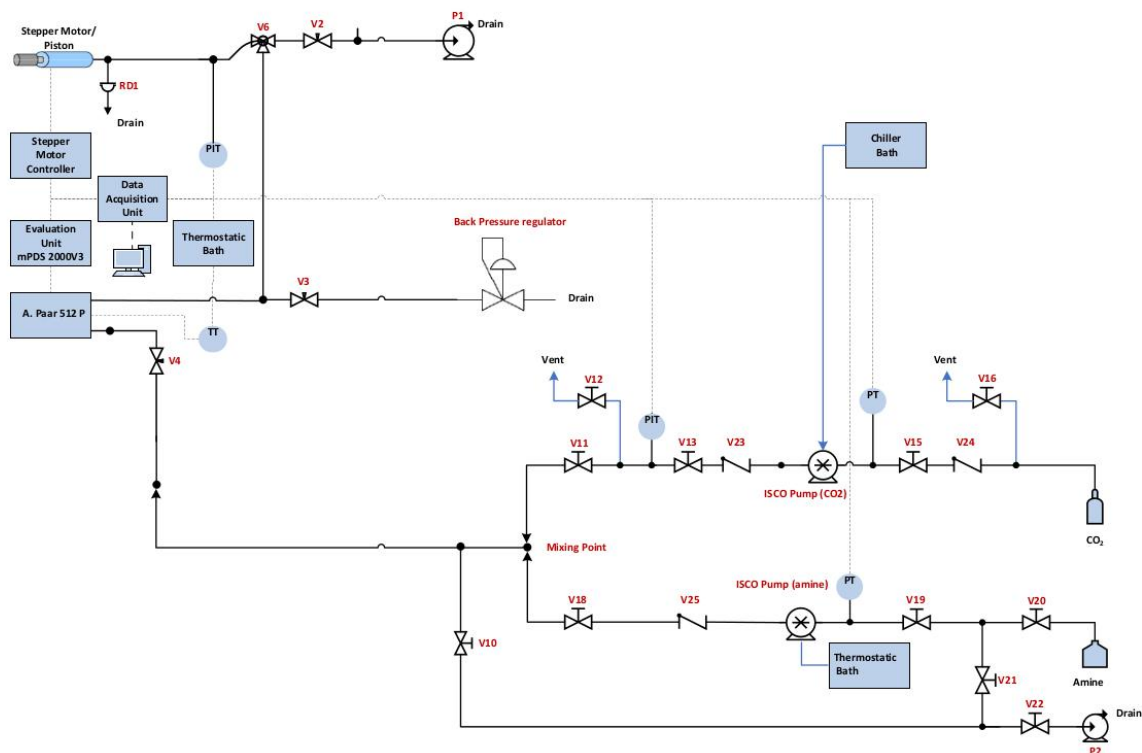 Stepper Motor/
Piston
V6
V2
P1
Drain
RD1
Drain
Stepper
Motor
Controller
PIT
Chiller
Bath
Data
Acquisition
Unit
Evaluation
Unit
mPDS 2000V3
Thermostatic
Bath
Back Pressure regulator
V3
Drain
A. Paar 512 P
TT
V4
Vent
V12
Vent
V16
PT
PIT
V11
V13
V23
V15
V24
ISCO Pump (CO2)
CO₂
Mixing Point
ISCO Pump (amine)
PT
V18
V25
V19
V20
V10
Thermostatic
Bath
V21
Amine
V22
Drain
P2